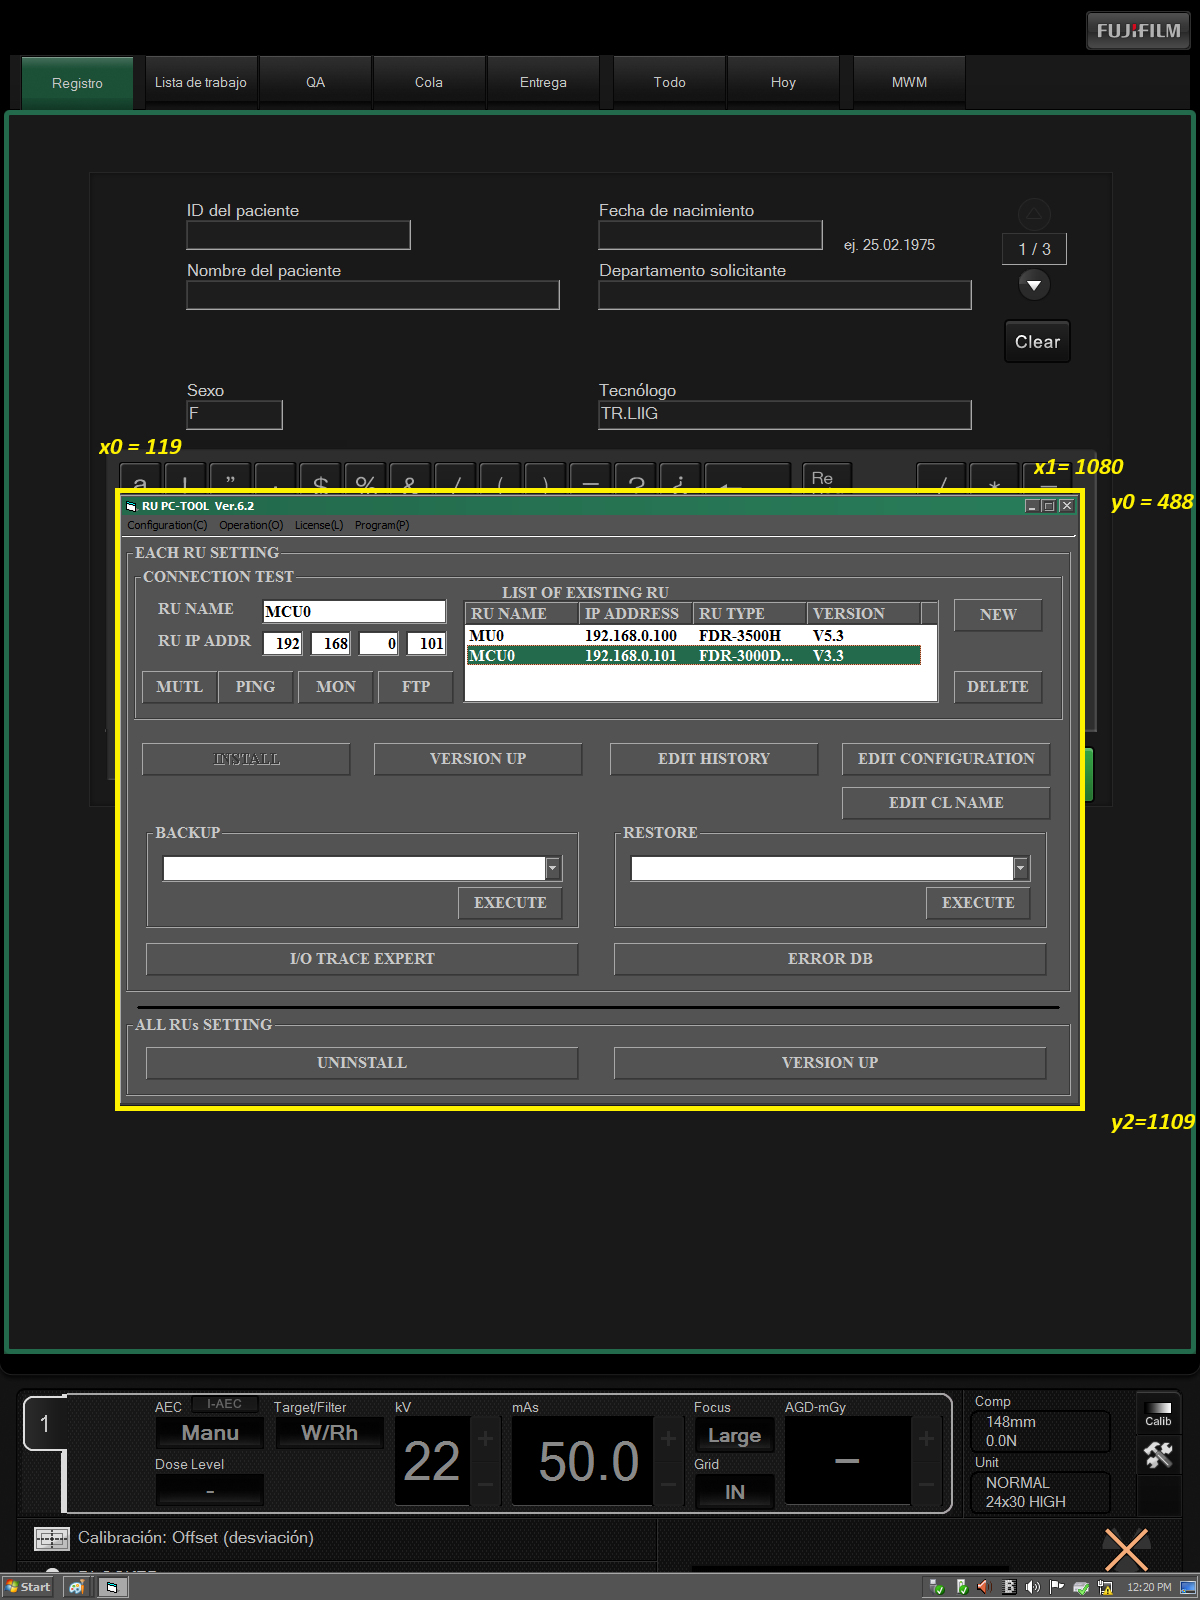 FUJIFILM
Registro
Lista de trabajo
QA
Cola
Entrega
Todo
Hoy
MWM
ID del paciente
Fecha de nacimiento
ej. 25.02.1975
1 / 3
Nombre del paciente
Departamento solicitante
Clear
Sexo
Tecnólogo
F
TR.LIIG
x0 = 119
x1= 1080
y0 = 488
Re
RU PC-TOOL Ver.6.2
Configuration(C) Operation(O) License(L) Program(P)
EACH RU SETTING
CONNECTION TEST
LIST OF EXISTING RU
RU NAME MCU0
RU IP ADDR 192 168 0 101
RU NAME IP ADDRESS RU TYPE VERSION
MU0 192.168.0.100 FDR-3500H V5.3
MCU0 192.168.0.101 FDR-3000D... V3.3
NEW
MUTL PING MON FTP
DELETE
INSTALL
VERSION UP
EDIT HISTORY
EDIT CONFIGURATION
EDIT CL NAME
BACKUP
RESTORE
EXECUTE
EXECUTE
I/O TRACE EXPERT
ERROR DB
ALL RUs SETTING
UNINSTALL
VERSION UP
y2=1109
1
AEC I-AEC
Manu
Dose Level
-
Target/Filter
W/Rh
kV
22
mAs
50.0
Focus
Large
Grid
IN
AGD-mGy
–
Comp
148mm
0.0N
Unit
NORMAL
24x30 HIGH
Calib
Calibración: Offset (desviación)
Start
12:20 PM